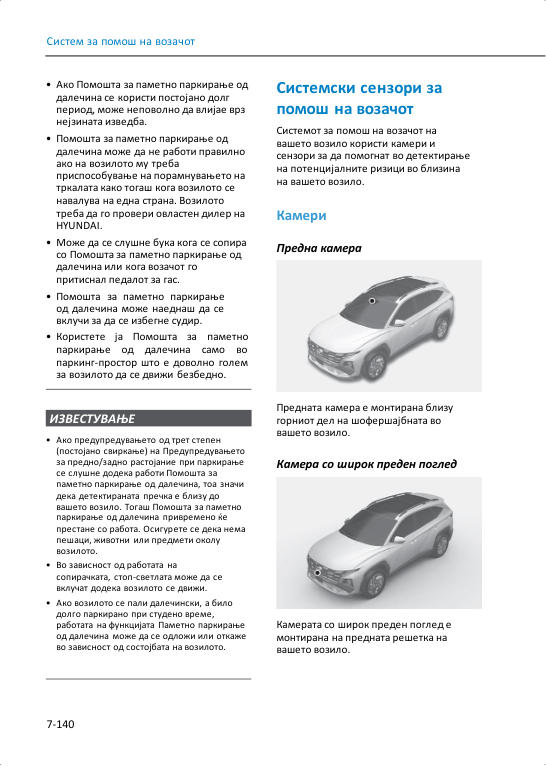 Систем за помош на возачот
• Ако Помошта за паметно паркирање од
далечина се користи постојано долг
период, може неповолно да влијае врз
нејзината изведба.
• Помошта за паметно паркирање од
далечина може да не работи правилно
ако на возилото му треба
приспособување на порамнувањето на
тркалата како тогаш кога возилото се
навалува на една страна. Возилото
треба да го провери овластен дилер на
HYUNDAI.
• Може да се слушне бука кога се сопира
со Помошта за паметно паркирање од
далечина или кога возачот го
притиснал педалот за гас.
• Помошта за паметно паркирање
од далечина може наеднаш да се
вклучи за да се избегне судир.
• Користете ја Помошта за паметно
паркирање од далечина само во
паркинг-простор што е доволно голем
за возилото да се движи безбедно.
ИЗВЕСТУВАЊЕ
• Ако предупредувањето од трет степен
(постојано свиркање) на Предупредувањето
за предно/задно растојание при паркирање
се слушне додека работи Помошта за
паметно паркирање од далечина, тоа значи
дека детектираната пречка е близу до
вашето возило. Тогаш Помошта за паметно
паркирање од далечина привремено ќе
престане со работа. Осигурете се дека нема
пешаци, животни или предмети околу
возилото.
• Во зависност од работата на
сопирачката, стоп-светлата може да се
вклучат додека возилото се движи.
• Ако возилото се пали далечински, а било
долго паркирано при студено време,
работата на функцијата Паметно паркирање
од далечина може да се одложи или откаже
во зависност од состојбата на возилото.
Системски сензори за
помош на возачот
Системот за помош на возачот на
вашето возило користи камери и
сензори за да помогнат во детектирање
на потенцијалните ризици во близина
на вашето возило.
Камери
Предна камера
Предната камера е монтирана близу
горниот дел на шофершајбната во
вашето возило.
Камера со широк преден поглед
Камерата со широк преден поглед е
монтирана на предната решетка на
вашето возило.
7-140